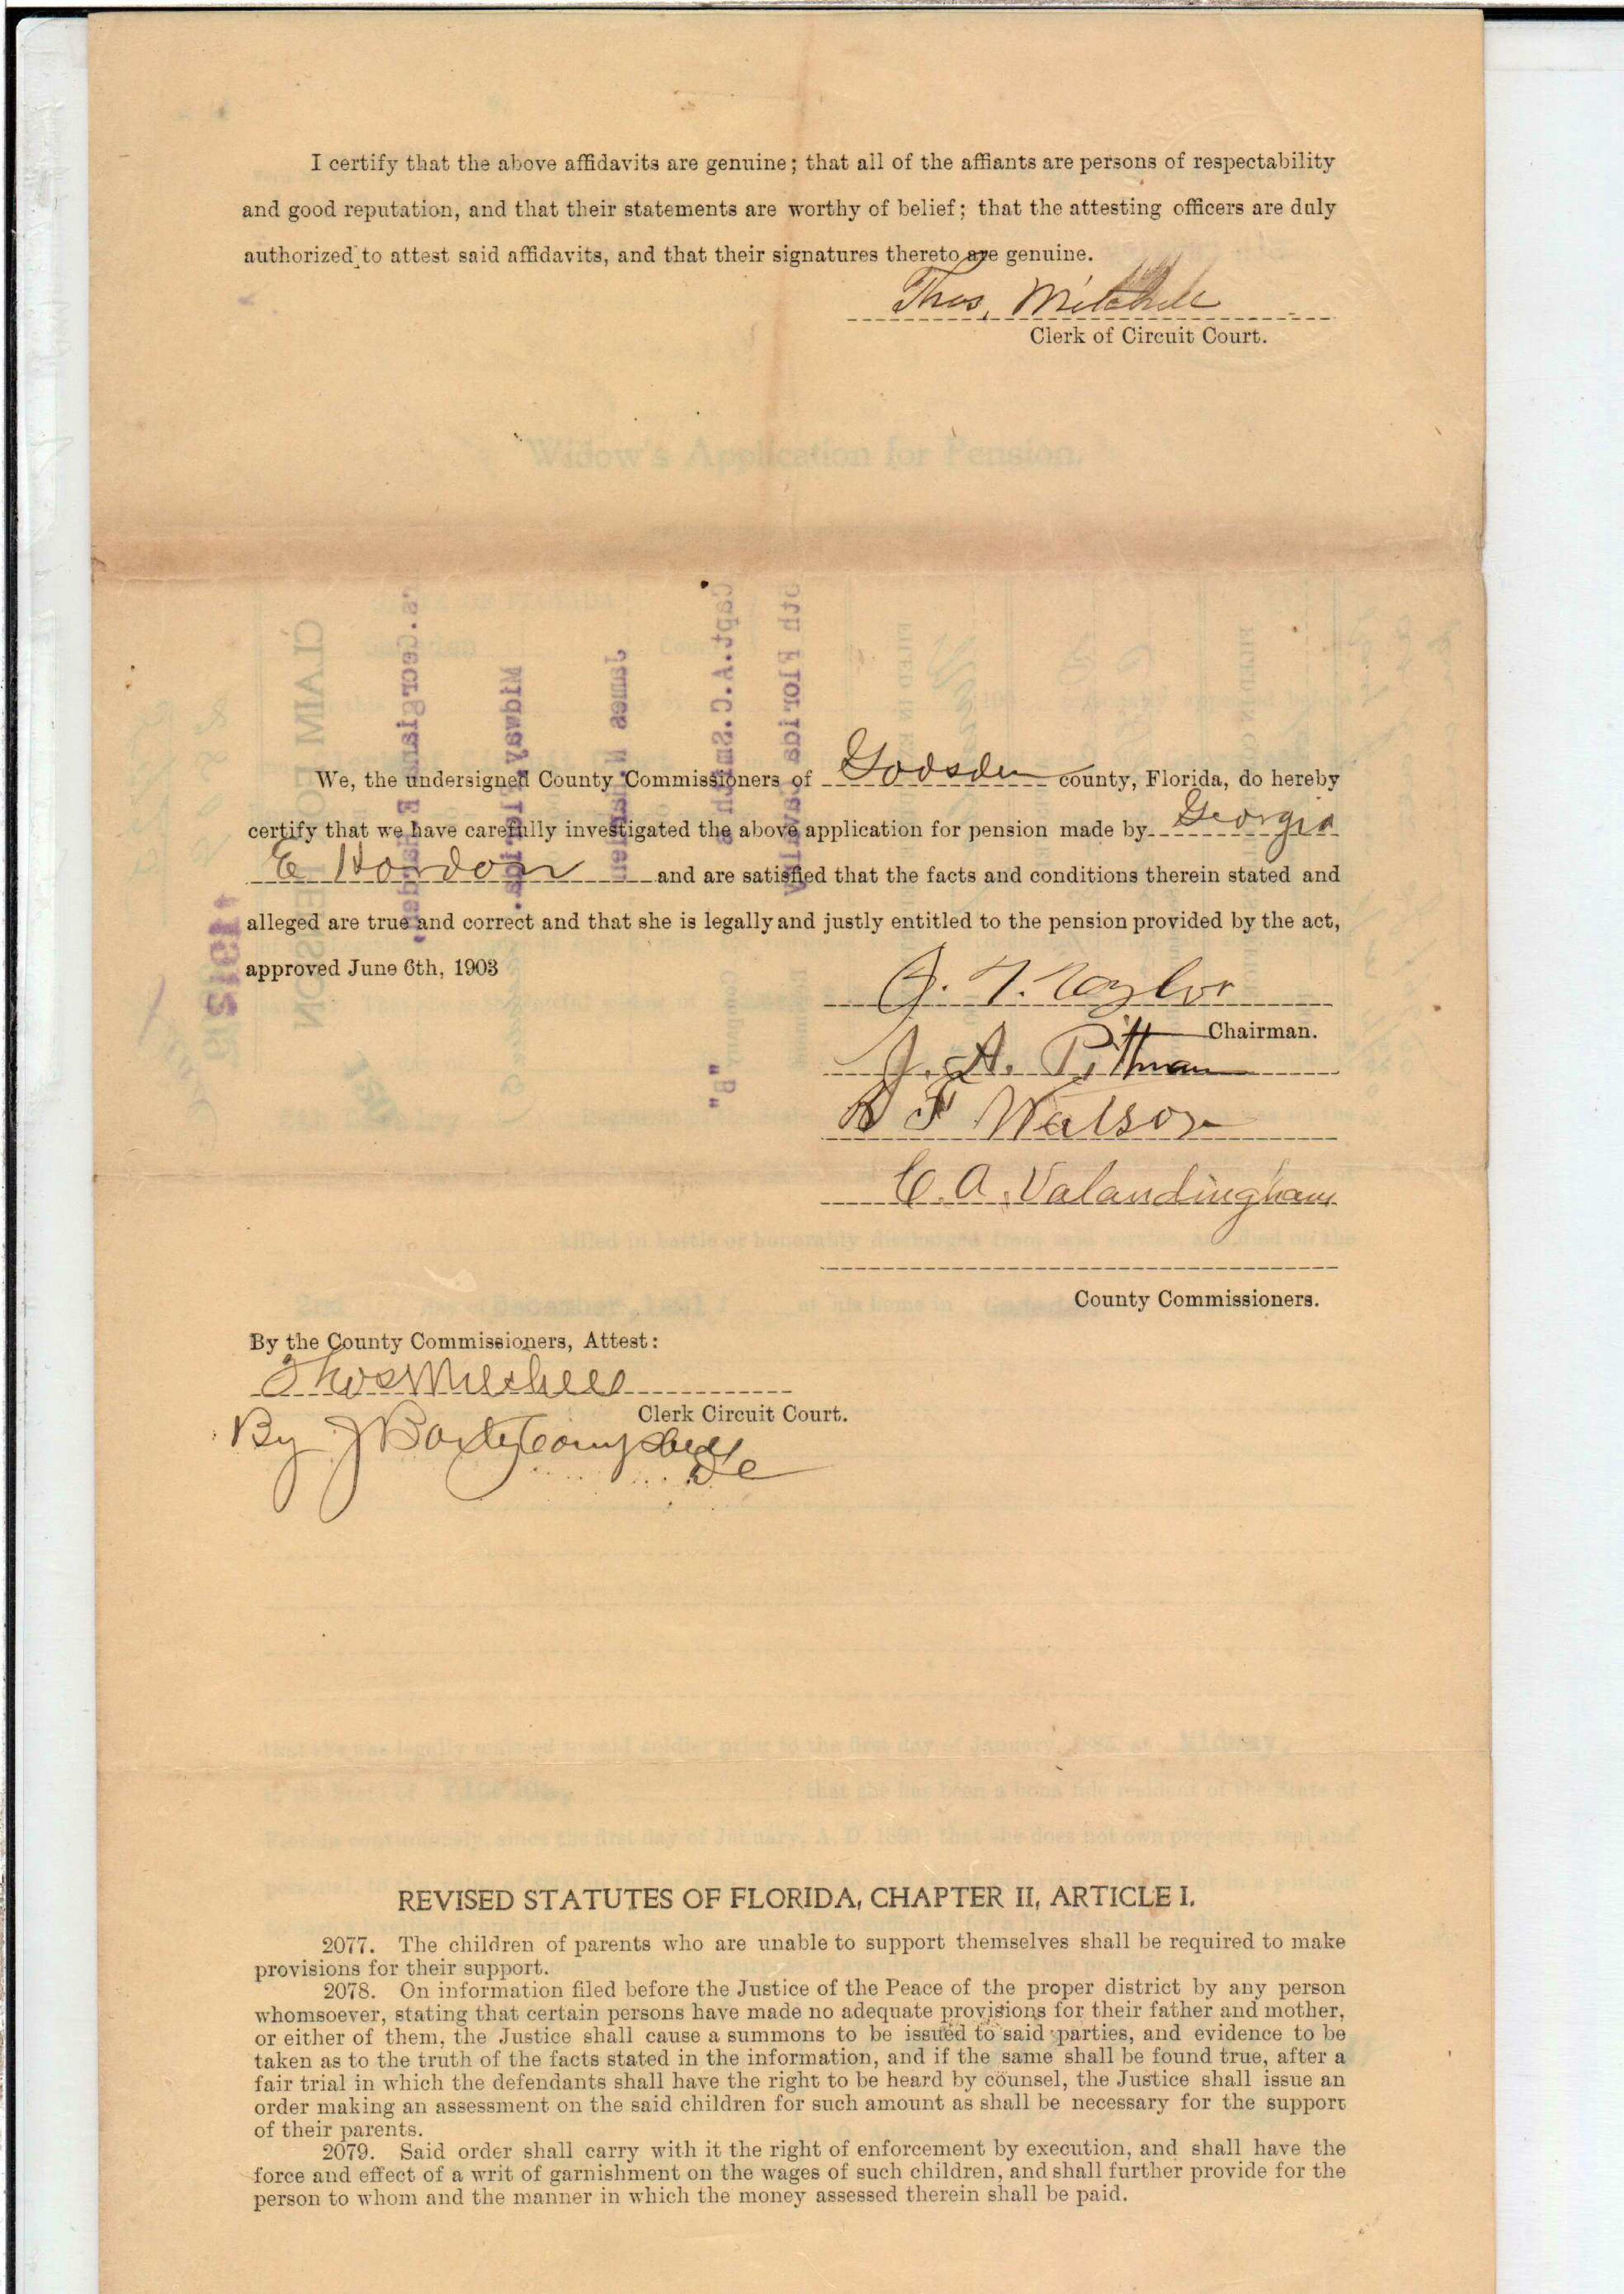 I certify that the above affidavits are genuine; that all of the affiants are persons of respectability
and good reputation, and that their statements are worthy of belief; that the attesting officers are duly
authorized to attest said affidavits, and that their signatures thereto are genuine.
Thos. Mitchell
Clerk of Circuit Court.
Widow's Application for Pension.
We, the undersigned County Commissioners of Gadsden county, Florida, do hereby
certify that we have carefully investigated the above application for pension made by Georgia
E Hardon and are satisfied that the facts and conditions therein stated and
alleged are true and correct and that she is legally and justly entitled to the pension provided by the act,
approved June 6th, 1903
J. T. Taylor
Chairman.
J. A. Pittman
B F Watson
C. A. Valandingham
County Commissioners.
By the County Commissioners, Attest:
Thos Mitchell
Clerk Circuit Court.
By J Baxter Campbell
DC
REVISED STATUTES OF FLORIDA, CHAPTER II, ARTICLE I.
2077. The children of parents who are unable to support themselves shall be required to make
provisions for their support.
2078. On information filed before the Justice of the Peace of the proper district by any person
whomsoever, stating that certain persons have made no adequate provisions for their father and mother,
or either of them, the Justice shall cause a summons to be issued to said parties, and evidence to be
taken as to the truth of the facts stated in the information, and if the same shall be found true, after a
fair trial in which the defendants shall have the right to be heard by counsel, the Justice shall issue an
order making an assessment on the said children for such amount as shall be necessary for the support
of their parents.
2079. Said order shall carry with it the right of enforcement by execution, and shall have the
force and effect of a writ of garnishment on the wages of such children, and shall further provide for the
person to whom and the manner in which the money assessed therein shall be paid.